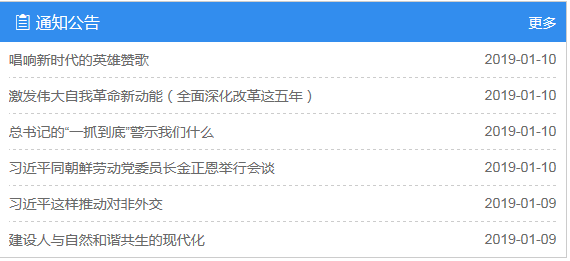 通知公告 更多
唱响新时代的英雄赞歌 2019-01-10
激发伟大自我革命新动能（全面深化改革这五年） 2019-01-10
总书记的“一抓到底”警示我们什么 2019-01-10
习近平同朝鲜劳动党委员长金正恩举行会谈 2019-01-10
习近平这样推动对非外交 2019-01-09
建设人与自然和谐共生的现代化 2019-01-09